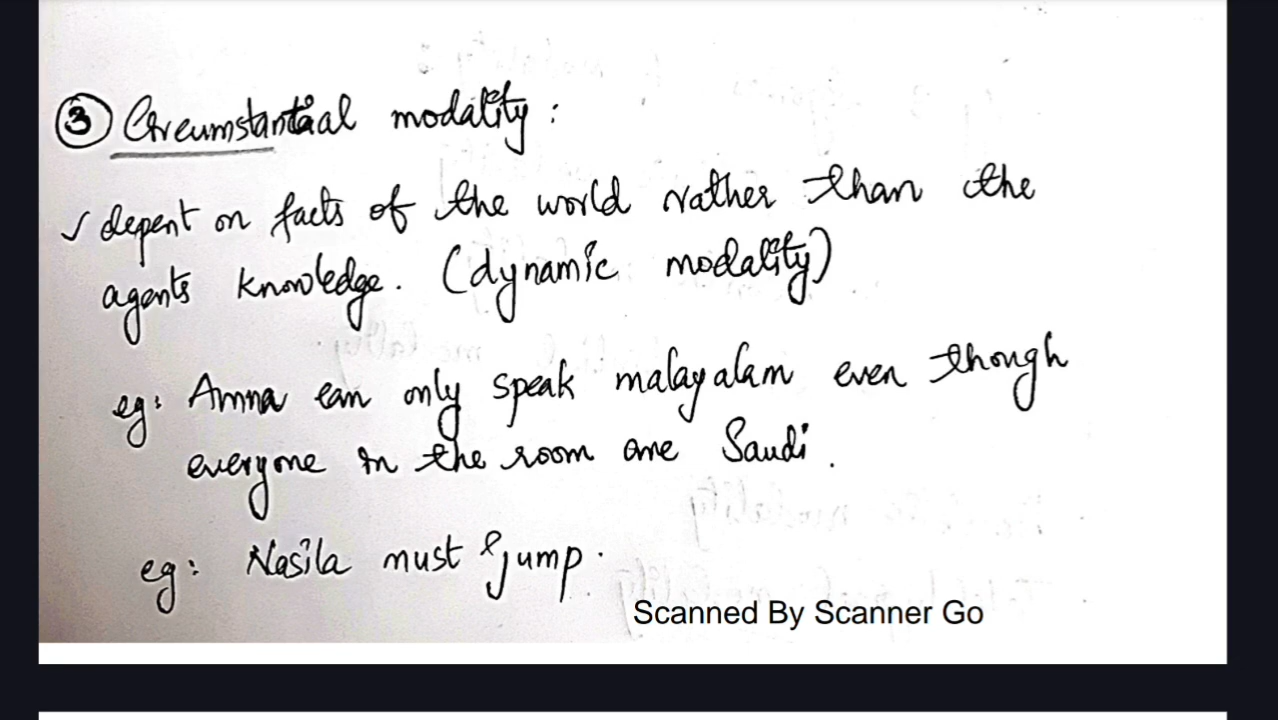 ③ Circumstantial modality :
✓ depent on facts of the world rather than the
agents knowledge. (dynamic modality)
eg: Amna can only speak malayalam even though
everyone in the room are Saudi.
eg: Nasila must jump.
Scanned By Scanner Go